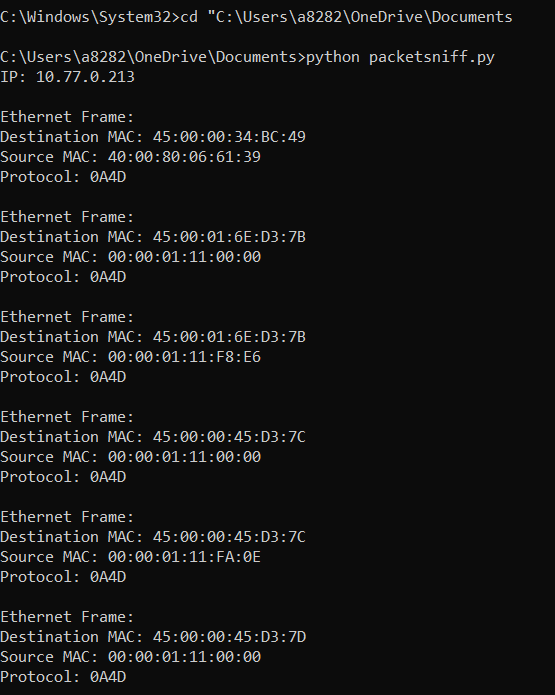 C:\Windows\System32>cd "C:\Users\a8282\OneDrive\Documents
C:\Users\a8282\OneDrive\Documents>python packetsniff.py
IP: 10.77.0.213
Ethernet Frame:
Destination MAC: 45:00:00:34:BC:49
Source MAC: 40:00:80:06:61:39
Protocol: 0A4D
Ethernet Frame:
Destination MAC: 45:00:01:6E:D3:7B
Source MAC: 00:00:01:11:00:00
Protocol: 0A4D
Ethernet Frame:
Destination MAC: 45:00:01:6E:D3:7B
Source MAC: 00:00:01:11:F8:E6
Protocol: 0A4D
Ethernet Frame:
Destination MAC: 45:00:00:45:D3:7C
Source MAC: 00:00:01:11:00:00
Protocol: 0A4D
Ethernet Frame:
Destination MAC: 45:00:00:45:D3:7C
Source MAC: 00:00:01:11:FA:0E
Protocol: 0A4D
Ethernet Frame:
Destination MAC: 45:00:00:45:D3:7D
Source MAC: 00:00:01:11:00:00
Protocol: 0A4D